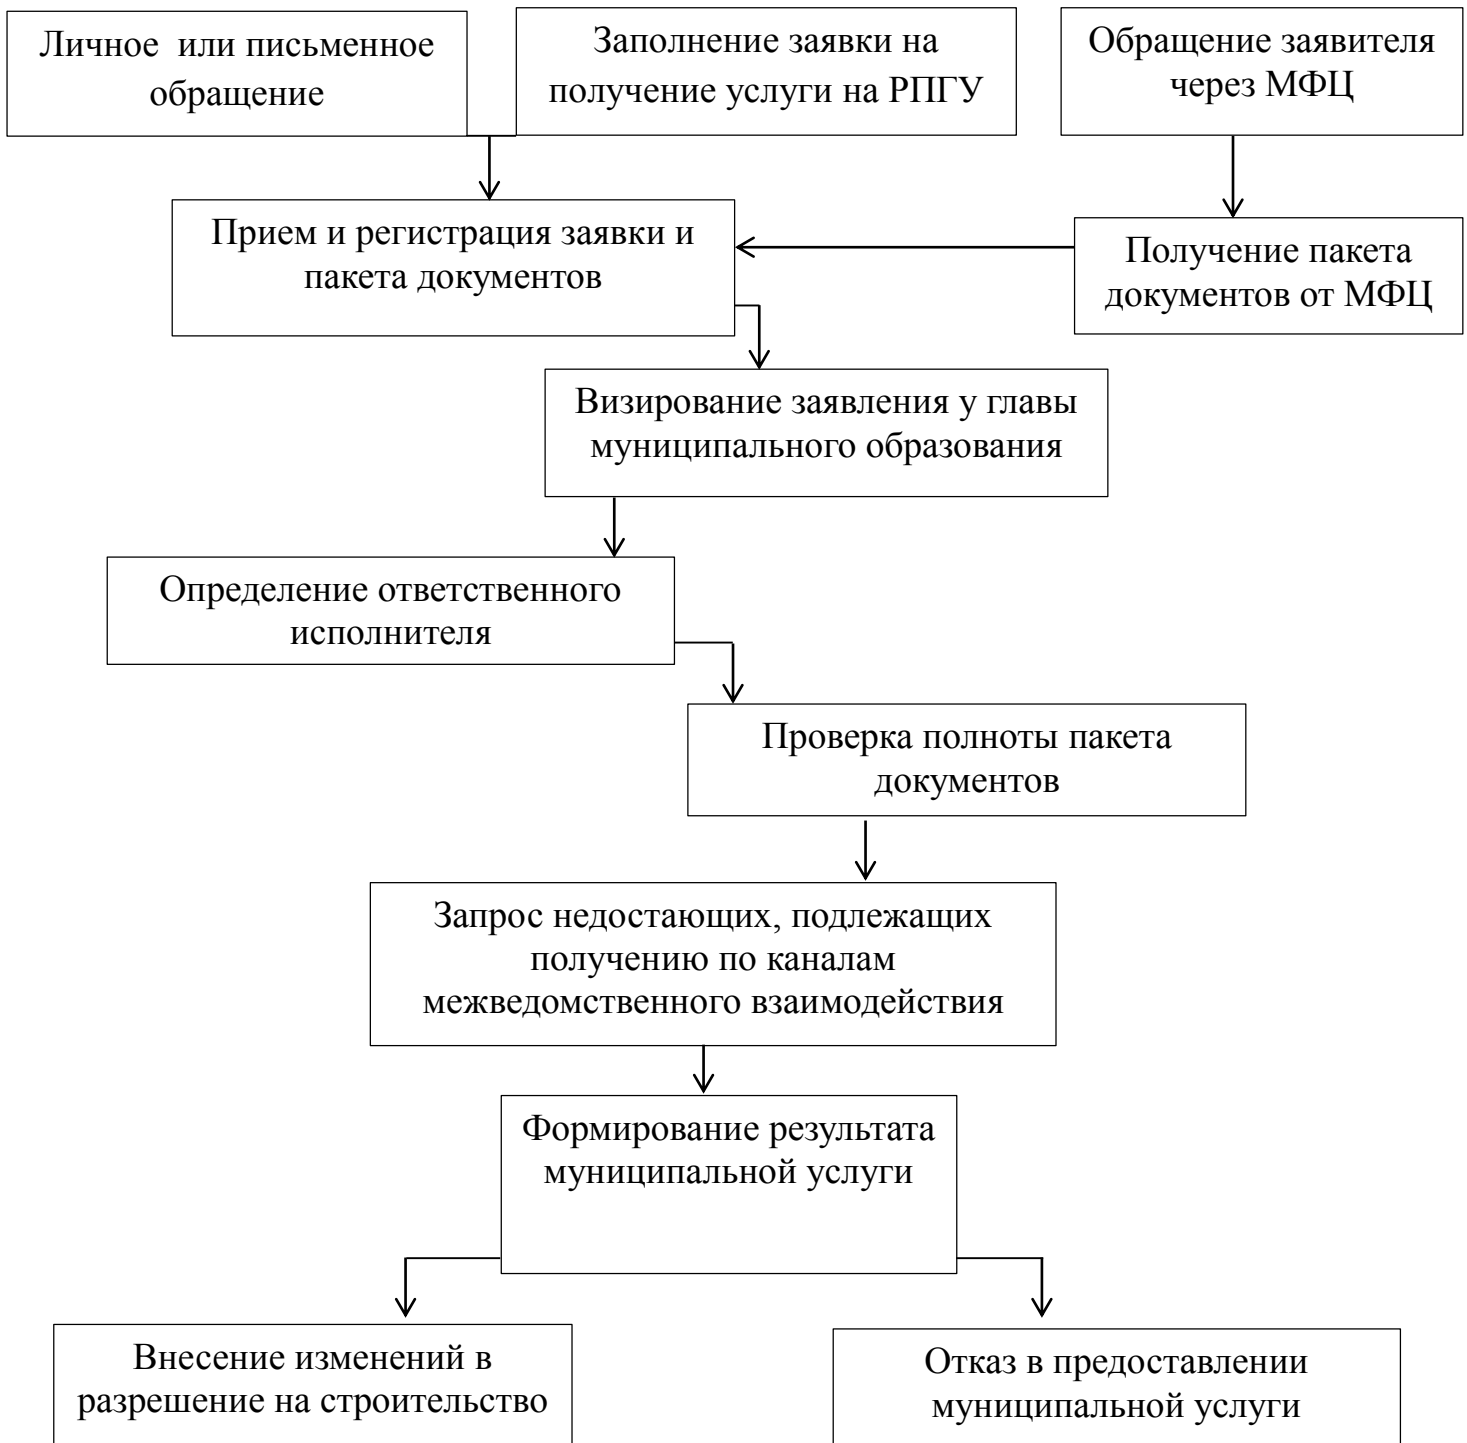 Личное или письменное
обращение
Заполнение заявки на
получение услуги на РПГУ
Обращение заявителя
через МФЦ
Прием и регистрация заявки и
пакета документов
Получение пакета
документов от МФЦ
Визирование заявления у главы
муниципального образования
Определение ответственного
исполнителя
Проверка полноты пакета
документов
Запрос недостающих, подлежащих
получению по каналам
межведомственного взаимодействия
Формирование результата
муниципальной услуги
Внесение изменений в
разрешение на строительство
Отказ в предоставлении
муниципальной услуги